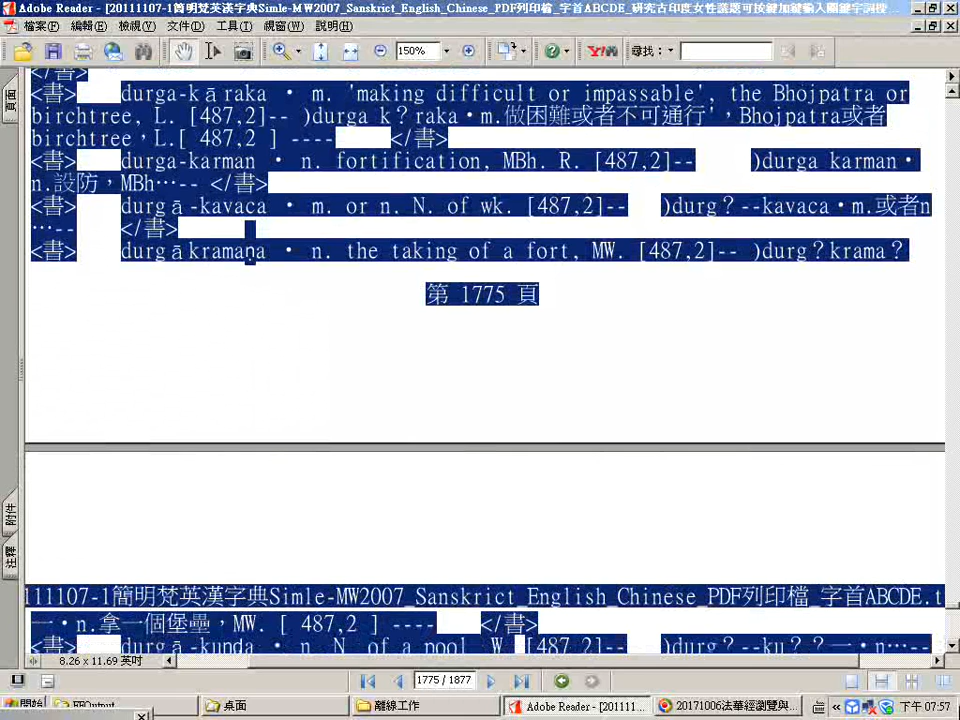 Adobe Reader - [20111107-1簡明梵英漢字典Simle-MW2007_Sanskrict_English_Chinese_PDF列印檔_字首ABCDE_研究古印度女性議題可按
檔案(F) 編輯(E) 檢視(V) 文件(D) 工具(T) 視窗(W) 說明(H)
150% Y! 尋找:
頁面
</書>
<書> durga-kāraka • m. 'making difficult or impassable', the Bhojpatra or
birchtree, L. [487,2]-- )durga k？raka•m.做困難或者不可通行'，Bhojpatra或者
birchtree，L.[ 487,2 ] ---- </書>
<書> durga-karman • n. fortification, MBh. R. [487,2]-- )durga karman•
n.設防，MBh…-- </書>
<書> durgā-kavaca • m. or n. N. of wk. [487,2]-- )durg？--kavaca•m.或者n
…-- </書>
<書> durgākramaṇa • n. the taking of a fort, MW. [487,2]-- )durg？krama？
第 1775 頁
附件
註釋
111107-1簡明梵英漢字典Simle-MW2007_Sanskrict_English_Chinese_PDF列印檔_字首ABCDE.t
一•n.拿一個堡壘，MW. [ 487,2 ] ---- </書>
<書> durgā-kuṇḍa • n. N. of a pool, W. [487,2]-- )durg？--ku？？一•n…--
8.26 x 11.69 英吋
1775 / 1877
開始 EEOutput 桌面 離線工作 Adobe Reader - [201111... 20171006法華經瀏覽與... 下午 07:57